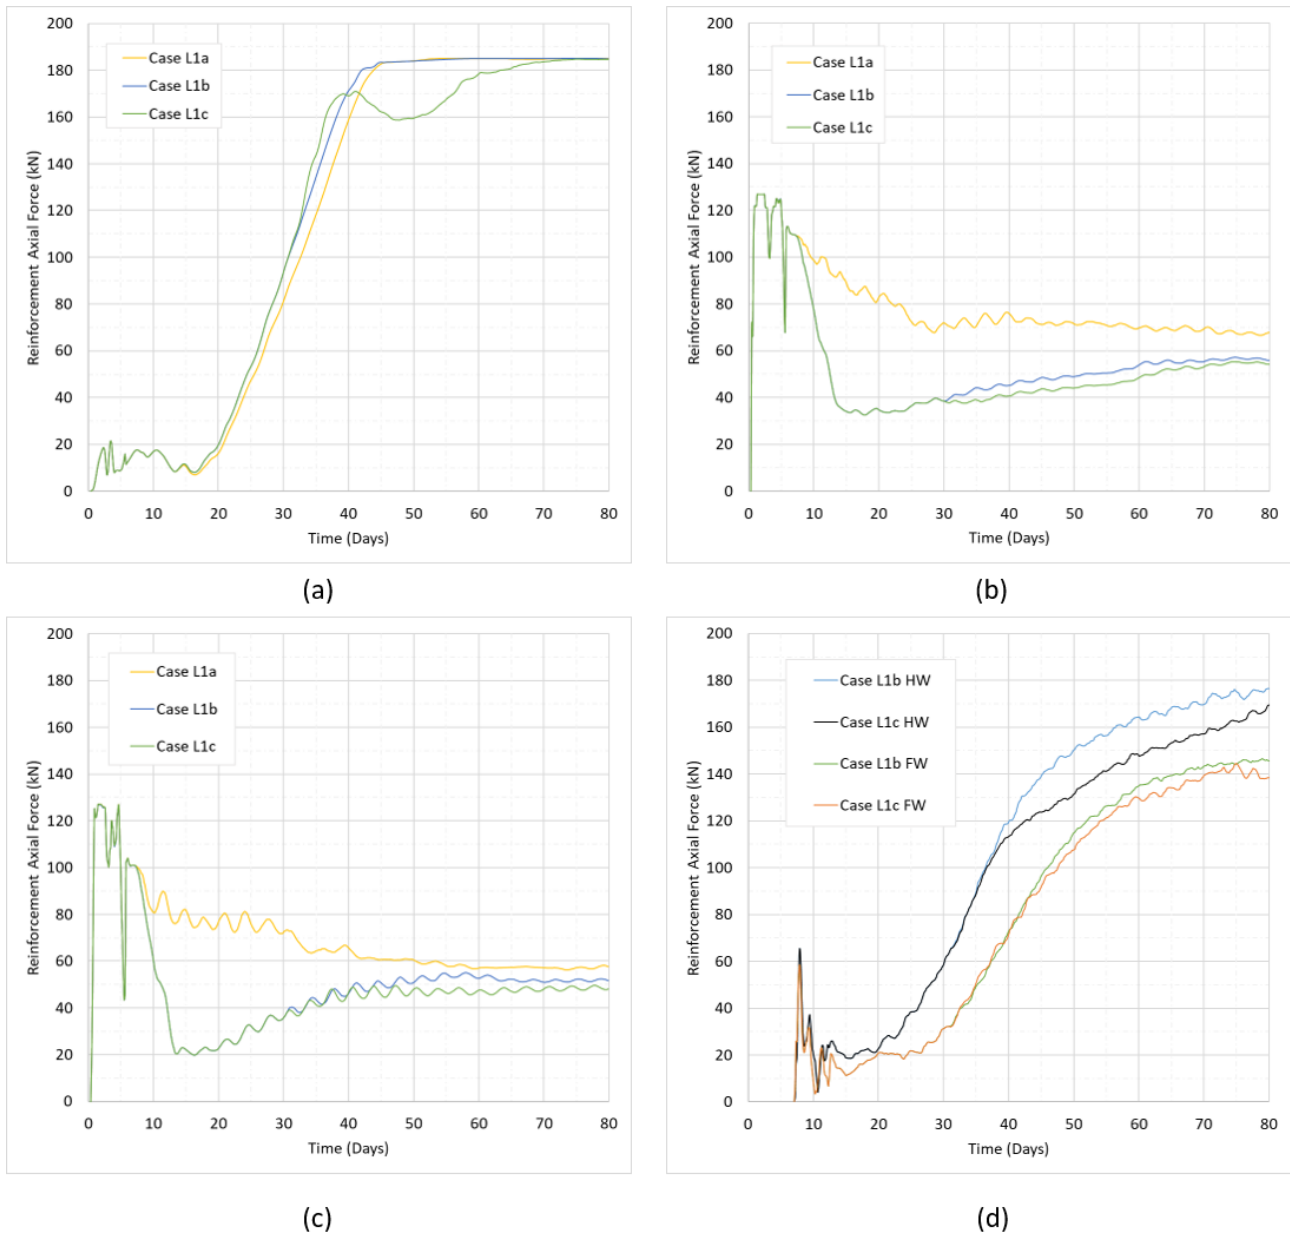 200
180
160
140
120
100
80
60
40
20
0
Reinforcement Axial Force (kN)
Case L1a
Case L1b
Case L1c
0 10 20 30 40 50 60 70 80
Time (Days)
(a)
200
180
160
140
120
100
80
60
40
20
0
Reinforcement Axial Force (kN)
Case L1a
Case L1b
Case L1c
0 10 20 30 40 50 60 70 80
Time (Days)
(b)
200
180
160
140
120
100
80
60
40
20
0
Reinforcement Axial Force (kN)
Case L1a
Case L1b
Case L1c
0 10 20 30 40 50 60 70 80
Time (Days)
(c)
200
180
160
140
120
100
80
60
40
20
0
Reinforcement Axial Force (kN)
Case L1b HW
Case L1c HW
Case L1b FW
Case L1c FW
0 10 20 30 40 50 60 70 80
Time (Days)
(d)